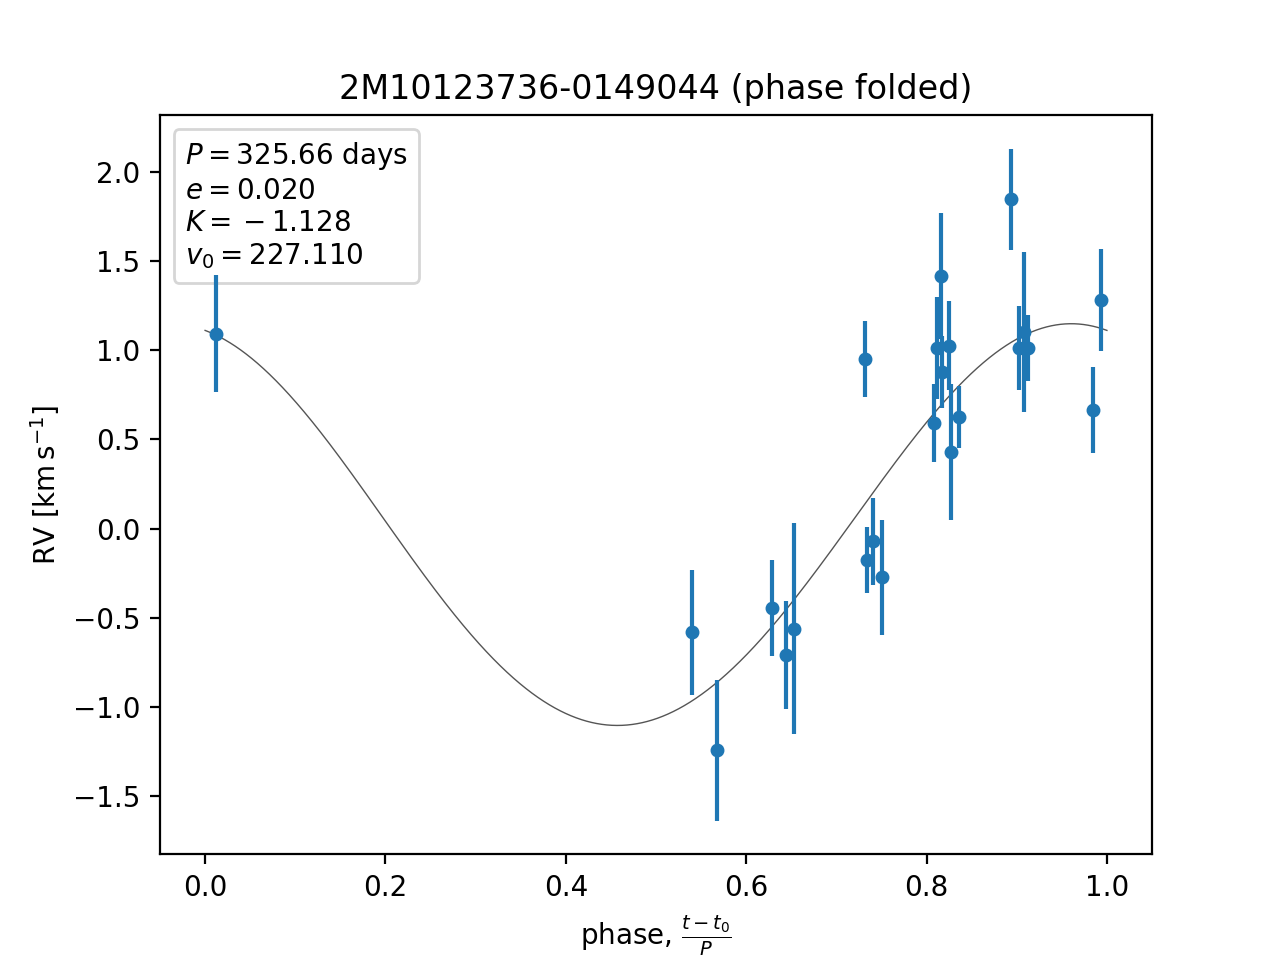 2M10123736-0149044 (phase folded)
P = 325.66 days
e = 0.020
K = −1.128
v₀ = 227.110
2.0
1.5
1.0
0.5
0.0
−0.5
−1.0
−1.5
RV [km s⁻¹]
0.0 0.2 0.4 0.6 0.8 1.0
phase, (t − t₀)/P